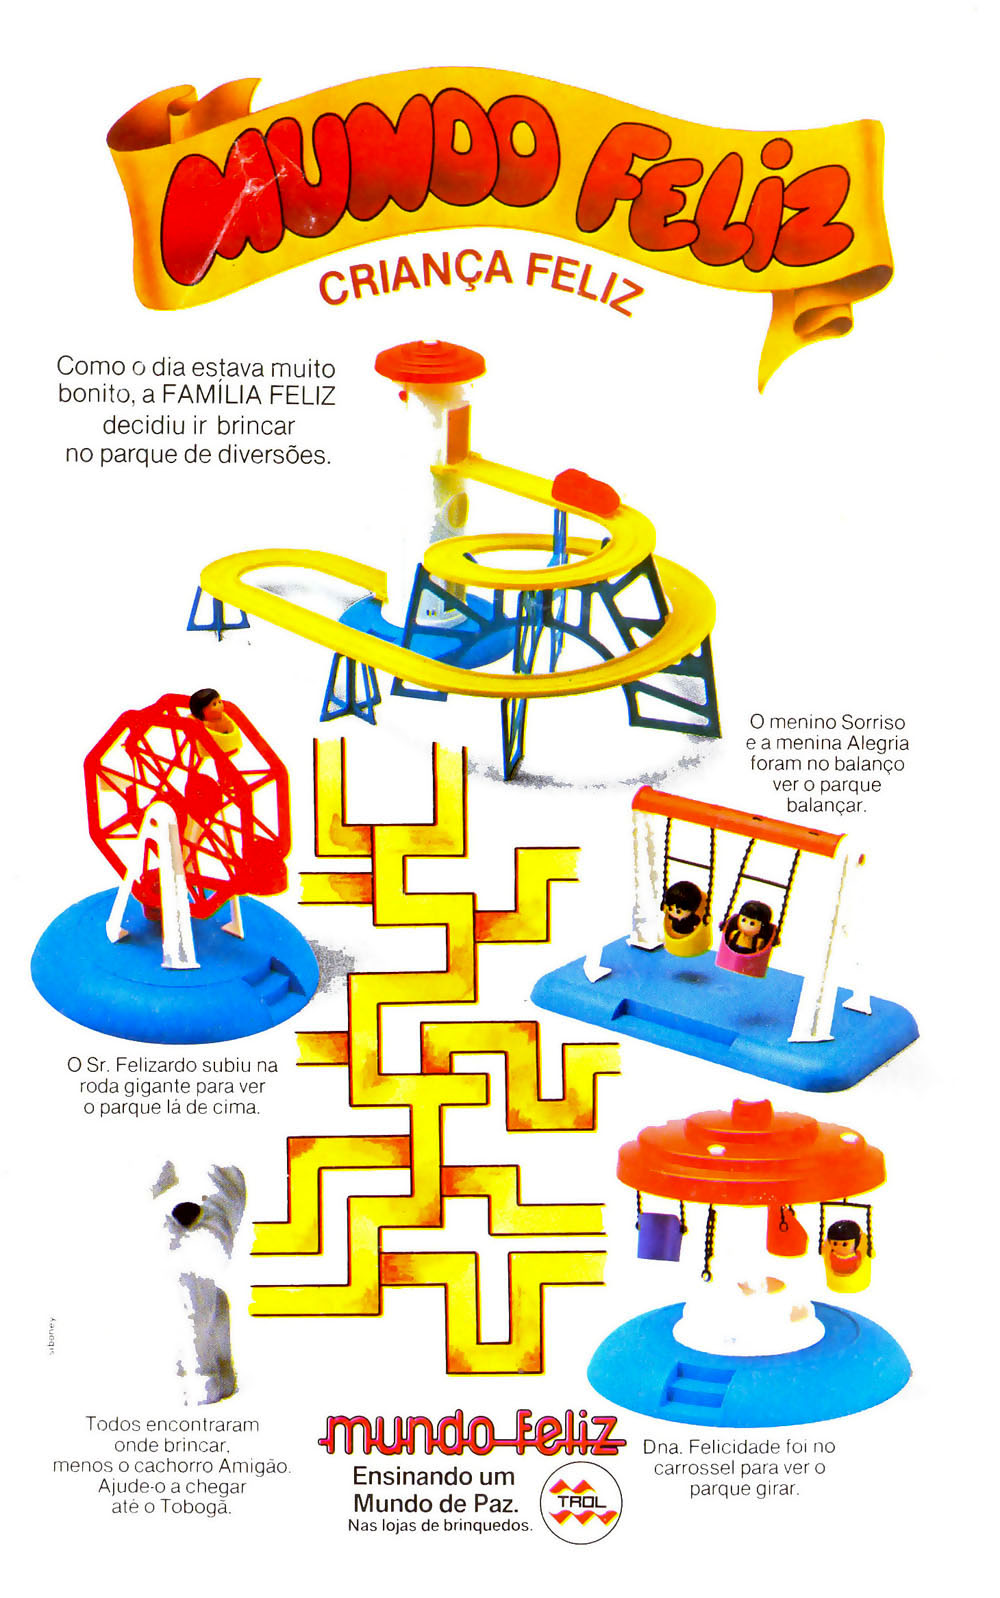 MUNDO FELIZ
CRIANÇA FELIZ
Como o dia estava muito
bonito, a FAMÍLIA FELIZ
decidiu ir brincar
no parque de diversões.
O menino Sorriso
e a menina Alegria
foram no balanço
ver o parque
balançar.
O Sr. Felizardo subiu na
roda gigante para ver
o parque lá de cima.
siboney
Todos encontraram
onde brincar,
menos o cachorro Amigão.
Ajude-o a chegar
até o Tobogã.
mundo feliz
Ensinando um
Mundo de Paz.
Nas lojas de brinquedos.
TROL
Dna. Felicidade foi no
carrossel para ver o
parque girar.